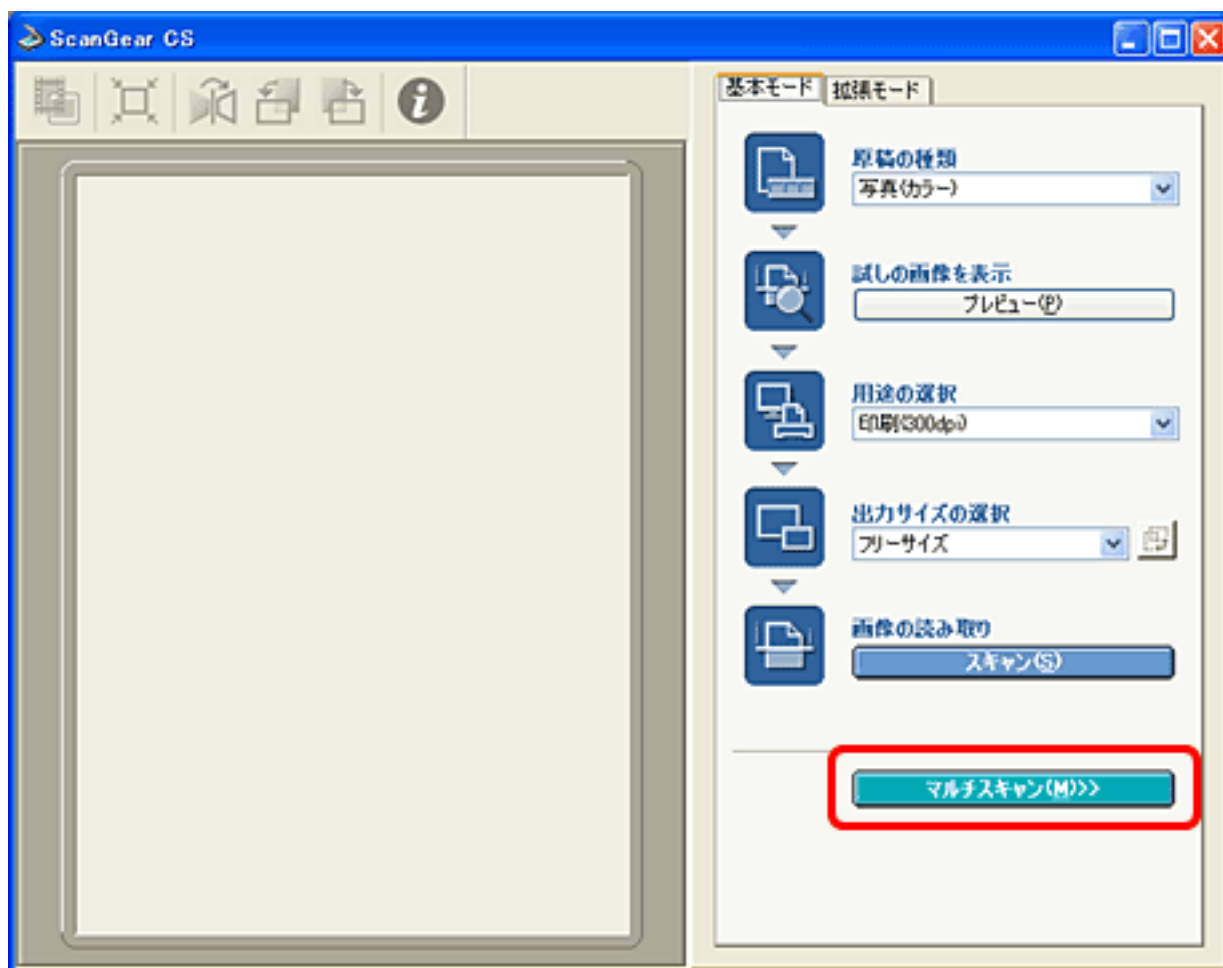 ScanGear CS
基本モード
拡張モード
原稿の種類
写真(カラー)
試しの画像を表示
プレビュー(P)
用途の選択
印刷(300dpi)
出力サイズの選択
フリーサイズ
画像の読み取り
スキャン(S)
マルチスキャン(M)>>